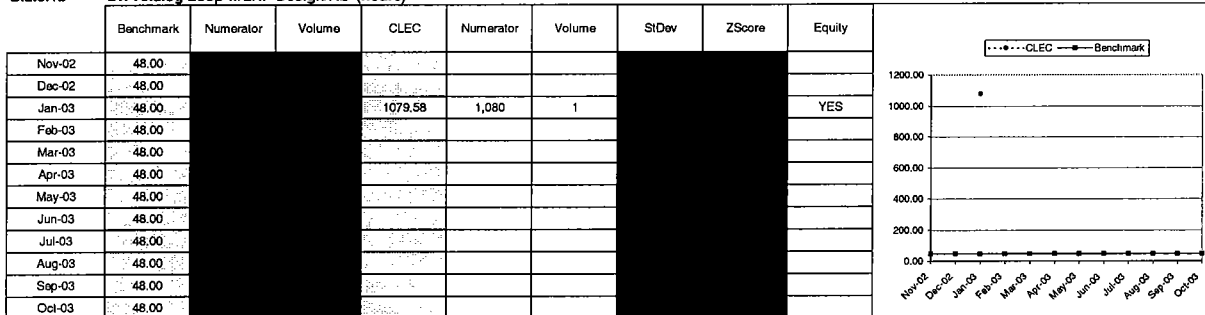 Benchmark Numerator Volume CLEC Numerator Volume StDev ZScore Equity
Nov-02 48.00
Dec-02 48.00
Jan-03 48.00 1079.58 1,080 1 YES
Feb-03 48.00
Mar-03 48.00
Apr-03 48.00
May-03 48.00
Jun-03 48.00
Jul-03 48.00
Aug-03 48.00
Sep-03 48.00
Oct-03 48.00
CLEC Benchmark
1200.00
1000.00
800.00
600.00
400.00
200.00
0.00
Nov-02 Dec-02 Jan-03 Feb-03 Mar-03 Apr-03 May-03 Jun-03 Jul-03 Aug-03 Sep-03 Oct-03